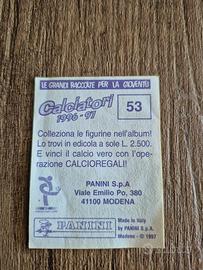 LE GRANDI RACCOLTE PER LA GIOVENTÙ
Calciatori
1996-97
53
Colleziona le figurine nell'album!
Lo trovi in edicola a sole L. 2.500.
E vinci il calcio vero con l'ope-
razione CALCIOREGALI!
PANINI S.p.A
Viale Emilio Po, 380
41100 MODENA
PANINI
Made in Italy
by Panini S.p.A.
Modena - © 1997